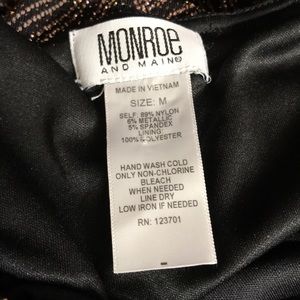 MONROE
AND MAIN®
MADE IN VIETNAM
SIZE: M
SELF: 89% NYLON
6% METALLIC
5% SPANDEX
LINING:
100% POLYESTER
HAND WASH COLD
ONLY NON-CHLORINE
BLEACH
WHEN NEEDED
LINE DRY
LOW IRON IF NEEDED
RN: 123701